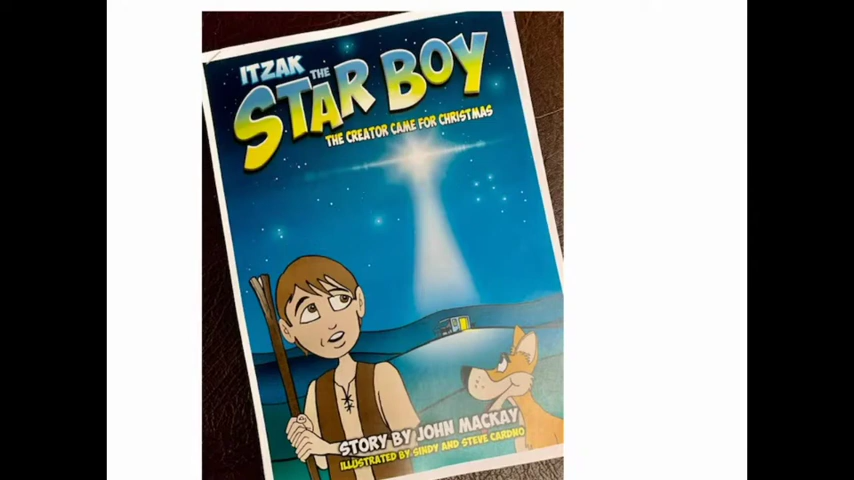 ITZAK THE
STAR BOY
THE CREATOR CAME FOR CHRISTMAS
STORY BY JOHN MACKAY
ILLUSTRATED BY SINDY AND STEVE CARDNO